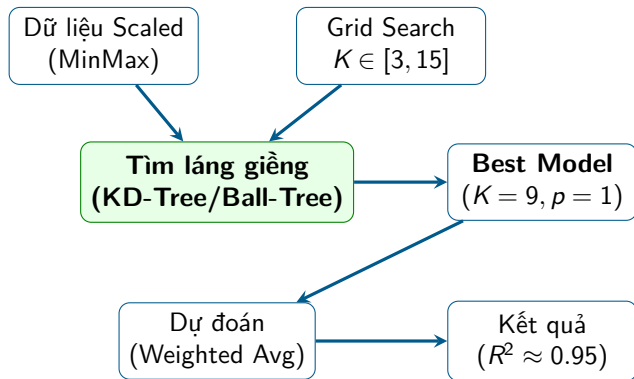 Dữ liệu Scaled
(MinMax)
Grid Search
K ∈ [3, 15]
Tìm láng giềng
(KD-Tree/Ball-Tree)
Best Model
(K = 9, p = 1)
Dự đoán
(Weighted Avg)
Kết quả
(R² ≈ 0.95)